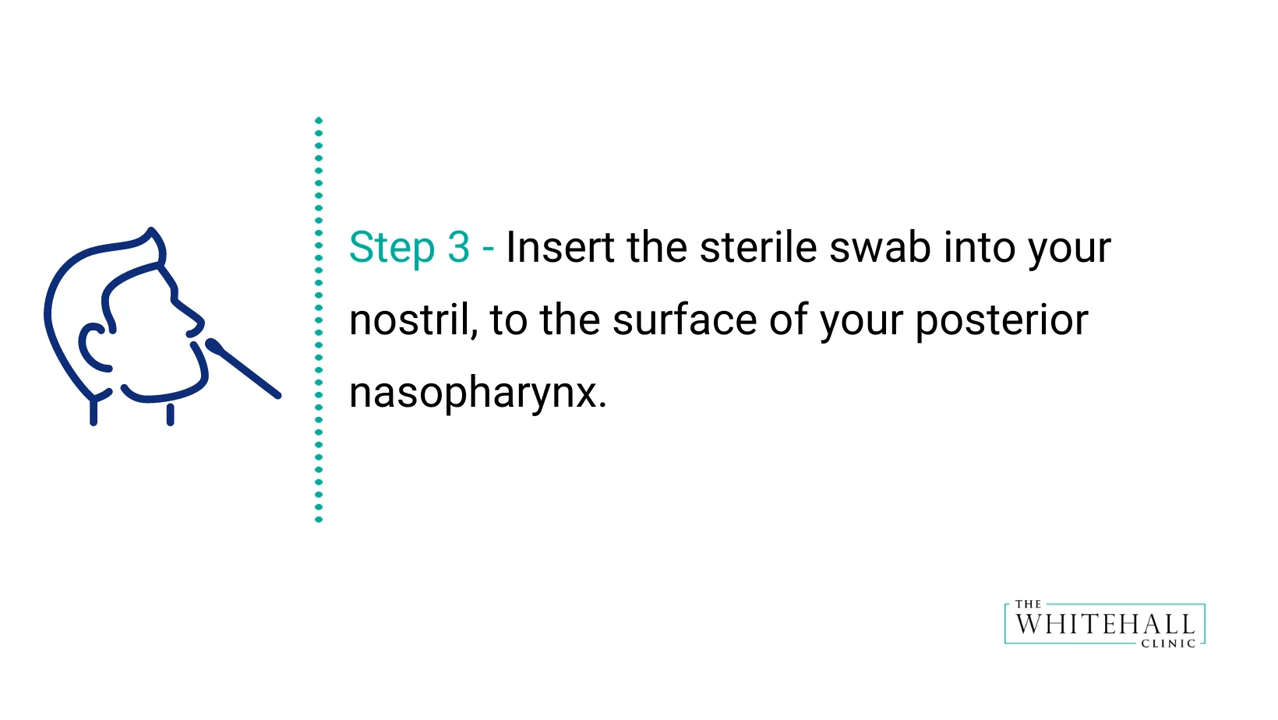 Step 3 - Insert the sterile swab into your
nostril, to the surface of your posterior
nasopharynx.
THE
WHITEHALL
CLINIC